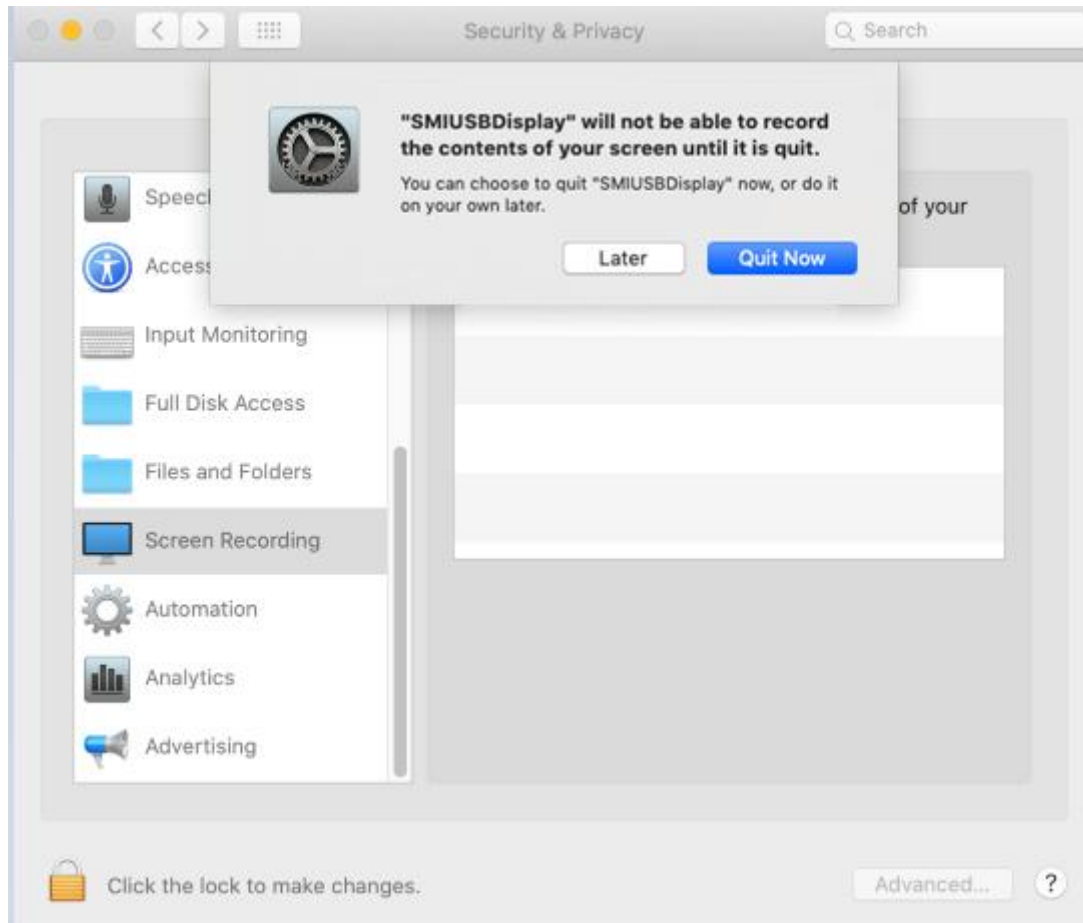 Security & Privacy
Search
"SMIUSBDisplay" will not be able to record
the contents of your screen until it is quit.
You can choose to quit "SMIUSBDisplay" now, or do it
on your own later.
Later
Quit Now
of your
Speec
Access
Input Monitoring
Full Disk Access
Files and Folders
Screen Recording
Automation
Analytics
Advertising
Click the lock to make changes.
Advanced...
?